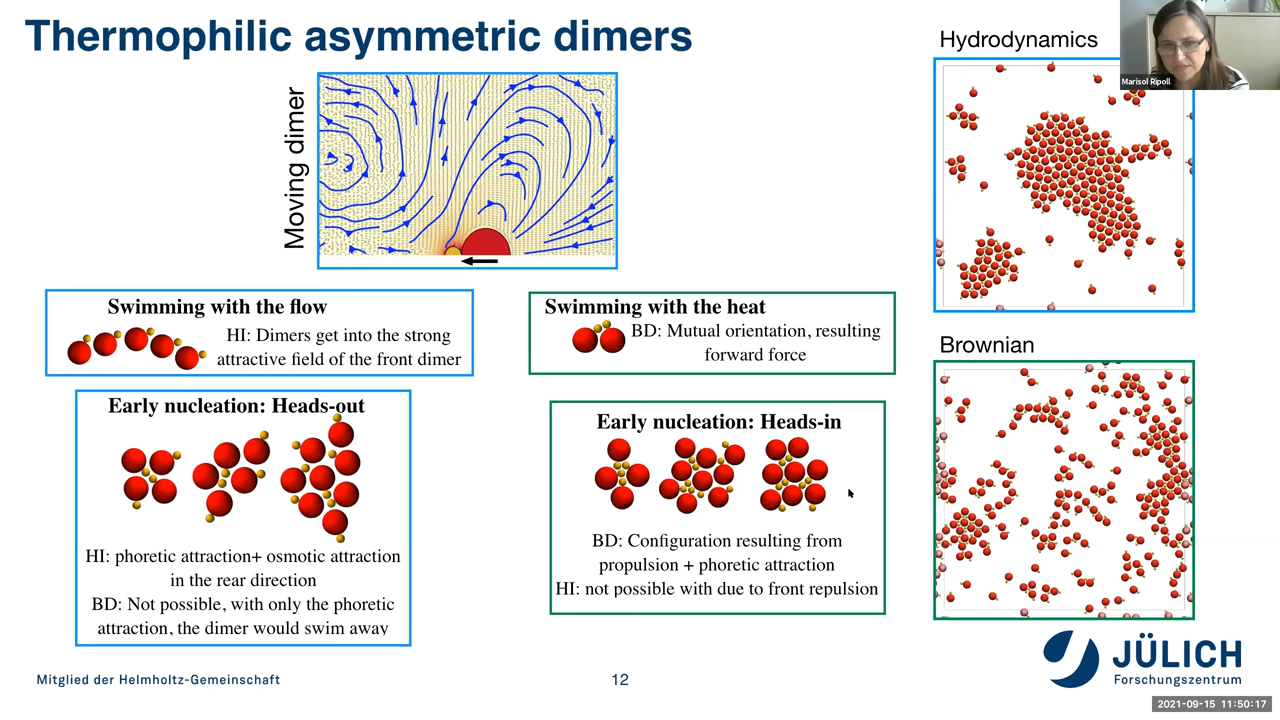 Thermophilic asymmetric dimers
Hydrodynamics
Marisol Ripoll
Moving dimer
Swimming with the flow
HI: Dimers get into the strong
attractive field of the front dimer
Swimming with the heat
BD: Mutual orientation, resulting
forward force
Brownian
Early nucleation: Heads-out
HI: phoretic attraction+ osmotic attraction
in the rear direction
BD: Not possible, with only the phoretic
attraction, the dimer would swim away
Early nucleation: Heads-in
BD: Configuration resulting from
propulsion + phoretic attraction
HI: not possible with due to front repulsion
Mitglied der Helmholtz-Gemeinschaft
12
JÜLICH
Forschungszentrum
2021-09-15 11:50:17